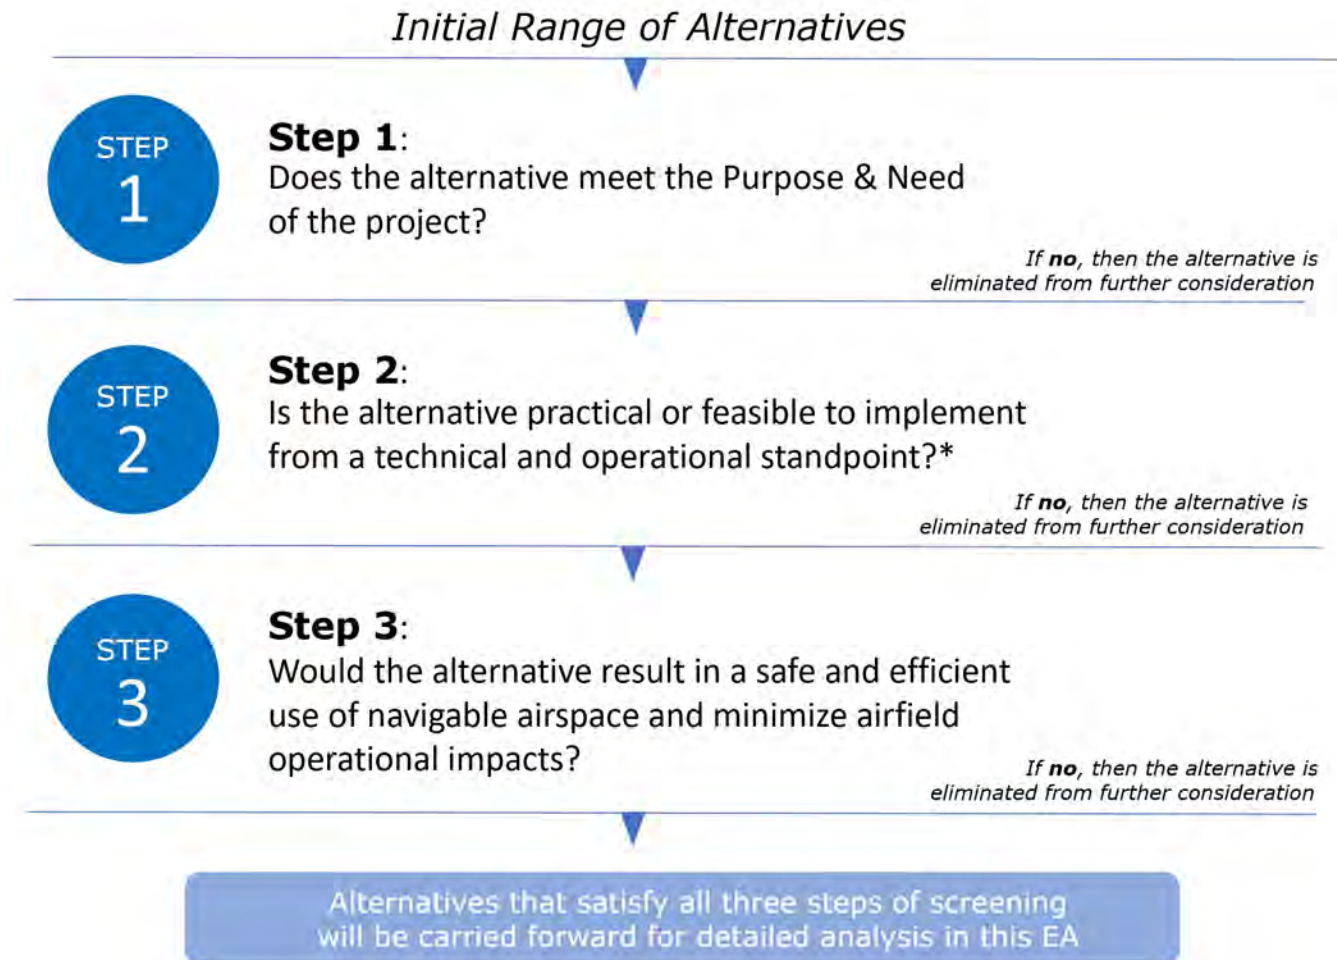 Initial Range of Alternatives
STEP
1
Step 1:
Does the alternative meet the Purpose & Need
of the project?
If no, then the alternative is
eliminated from further consideration
STEP
2
Step 2:
Is the alternative practical or feasible to implement
from a technical and operational standpoint?*
If no, then the alternative is
eliminated from further consideration
STEP
3
Step 3:
Would the alternative result in a safe and efficient
use of navigable airspace and minimize airfield
operational impacts?
If no, then the alternative is
eliminated from further consideration
Alternatives that satisfy all three steps of screening
will be carried forward for detailed analysis in this EA